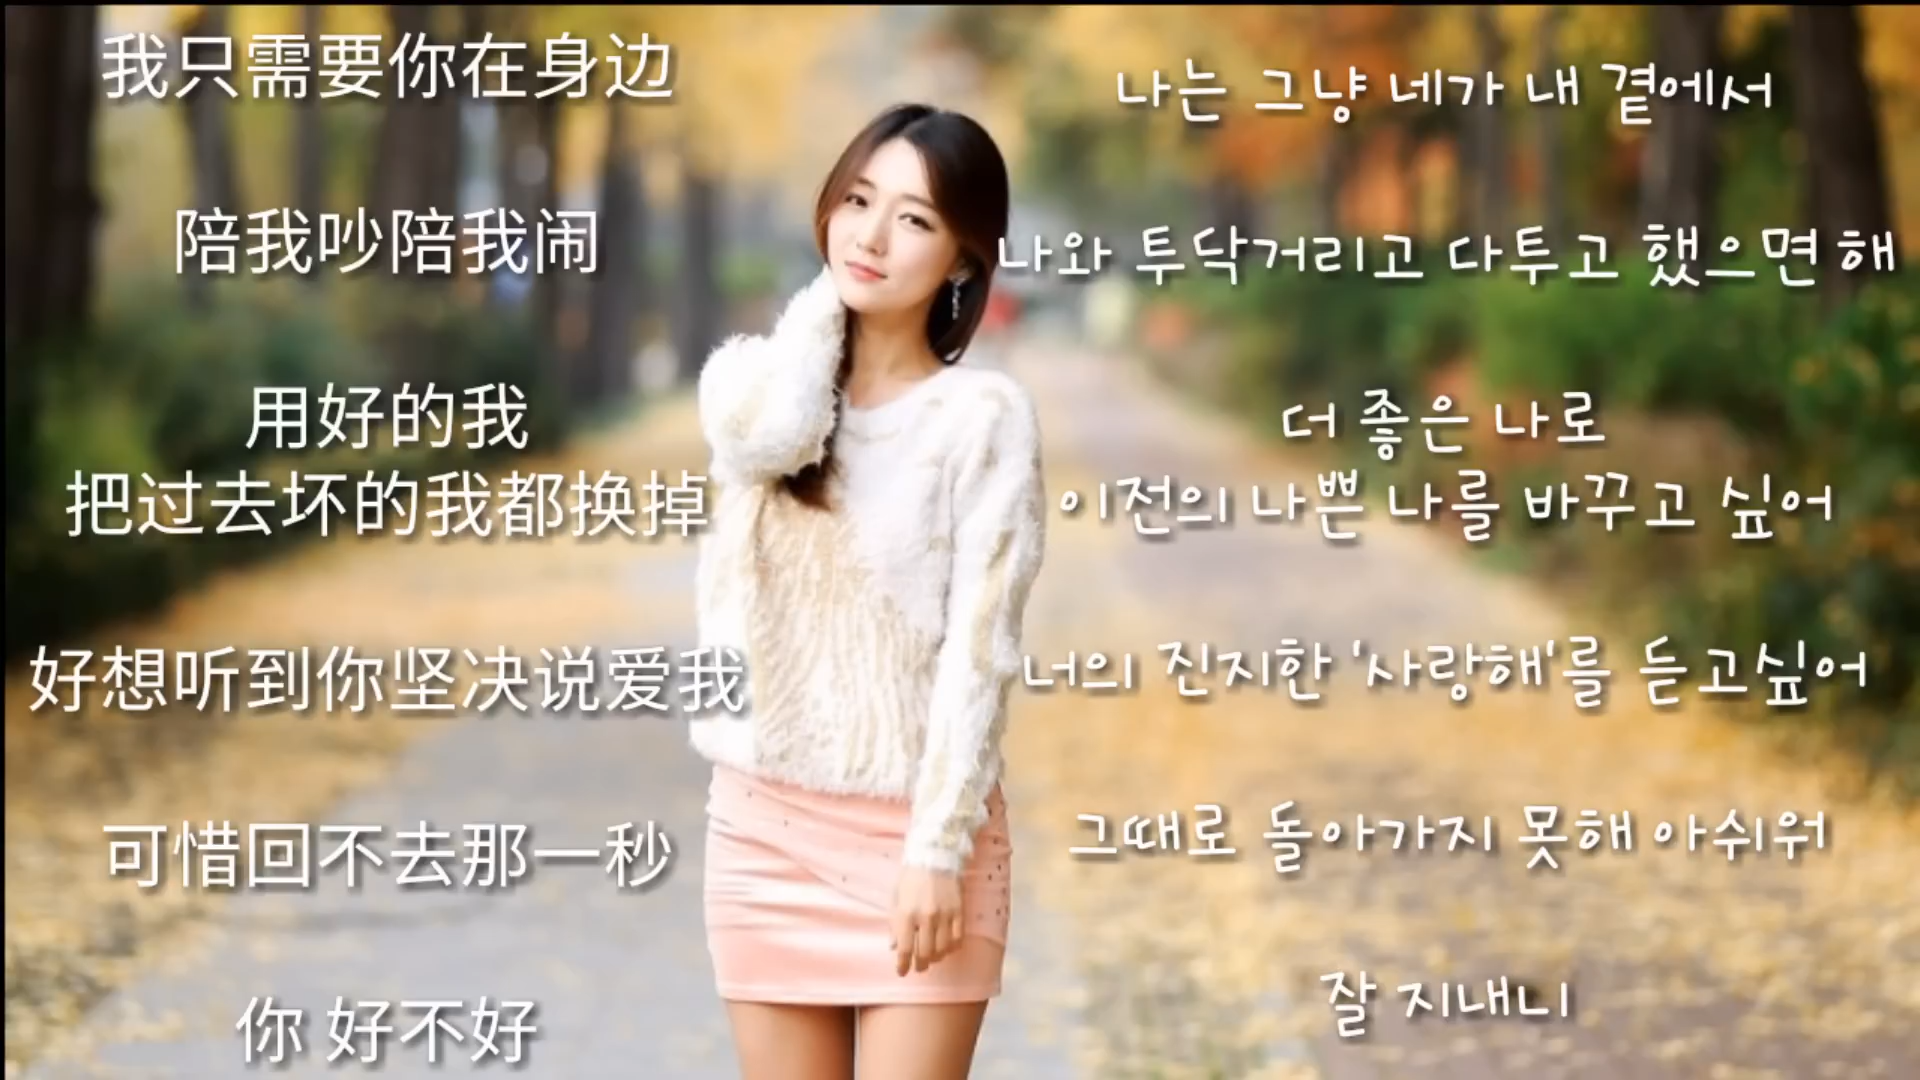 我只需要你在身边
陪我吵陪我闹
用好的我
把过去坏的我都换掉
好想听到你坚决说爱我
可惜回不去那一秒
你 好不好
나는 그냥 네가 내 곁에서
나와 투닥거리고 다투고 했으면 해
더 좋은 나로
이전의 나쁜 나를 바꾸고 싶어
너의 진지한 '사랑해'를 듣고싶어
그때로 돌아가지 못해 아쉬워
잘 지내니